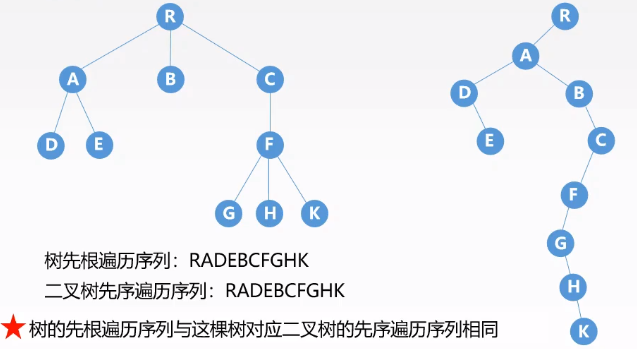 R
A
B
C
D
E
F
G
H
K
R
A
D
B
E
C
F
G
H
K
树先根遍历序列：RADEBCFGHK
二叉树先序遍历序列：RADEBCFGHK
树的先根遍历序列与这棵树对应二叉树的先序遍历序列相同